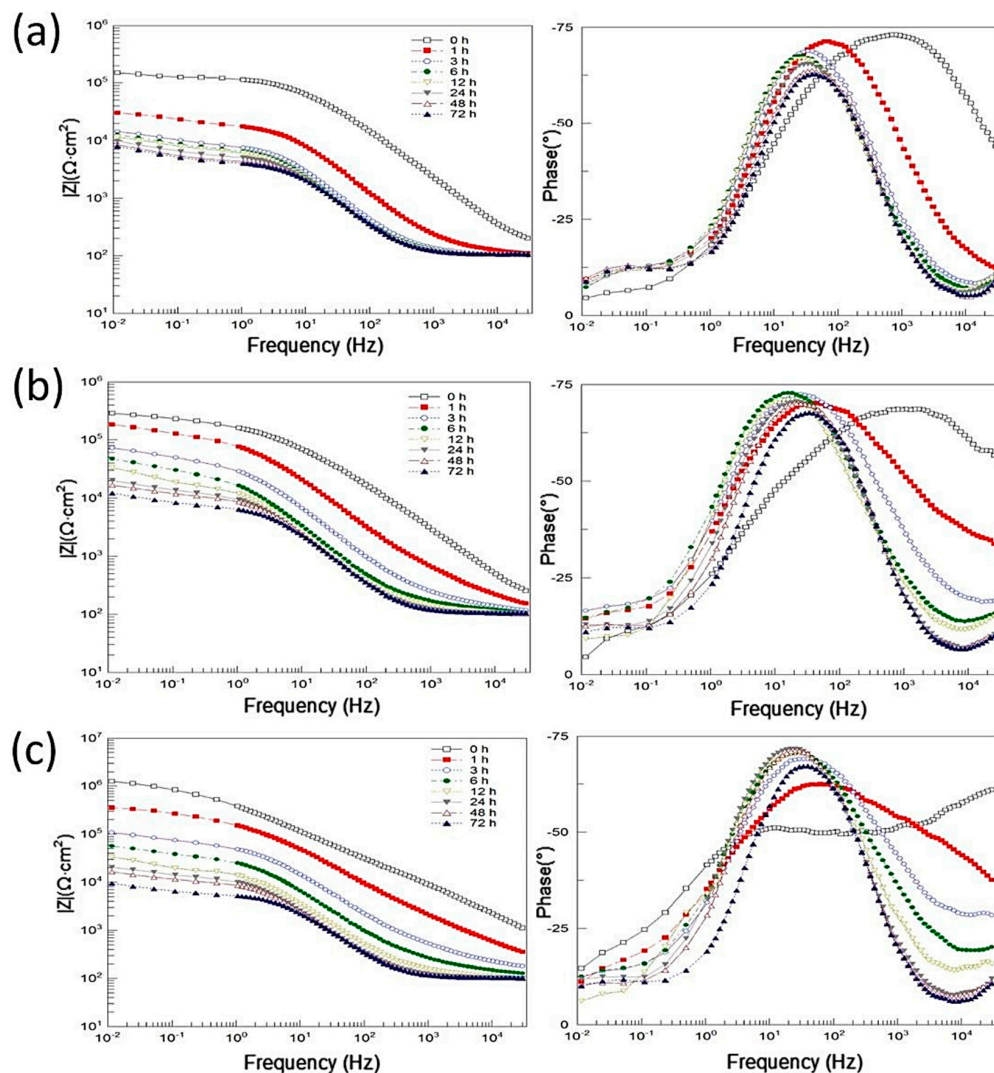 (a)
|Z|(Ω·cm²)
10⁶
10⁵
10⁴
10³
10²
10¹
10⁻² 10⁻¹ 10⁰ 10¹ 10² 10³ 10⁴
Frequency (Hz)
0 h
1 h
3 h
6 h
12 h
24 h
48 h
72 h
Phase(°)
-75
-50
-25
0
10⁻² 10⁻¹ 10⁰ 10¹ 10² 10³ 10⁴
Frequency (Hz)
(b)
|Z|(Ω·cm²)
10⁶
10⁵
10⁴
10³
10²
10¹
10⁻² 10⁻¹ 10⁰ 10¹ 10² 10³ 10⁴
Frequency (Hz)
0 h
1 h
3 h
6 h
12 h
24 h
48 h
72 h
Phase(°)
-75
-50
-25
0
10⁻² 10⁻¹ 10⁰ 10¹ 10² 10³ 10⁴
Frequency (Hz)
(c)
|Z|(Ω·cm²)
10⁷
10⁶
10⁵
10⁴
10³
10²
10¹
10⁻² 10⁻¹ 10⁰ 10¹ 10² 10³ 10⁴
Frequency (Hz)
0 h
1 h
3 h
6 h
12 h
24 h
48 h
72 h
Phase(°)
-75
-50
-25
0
10⁻² 10⁻¹ 10⁰ 10¹ 10² 10³ 10⁴
Frequency (Hz)